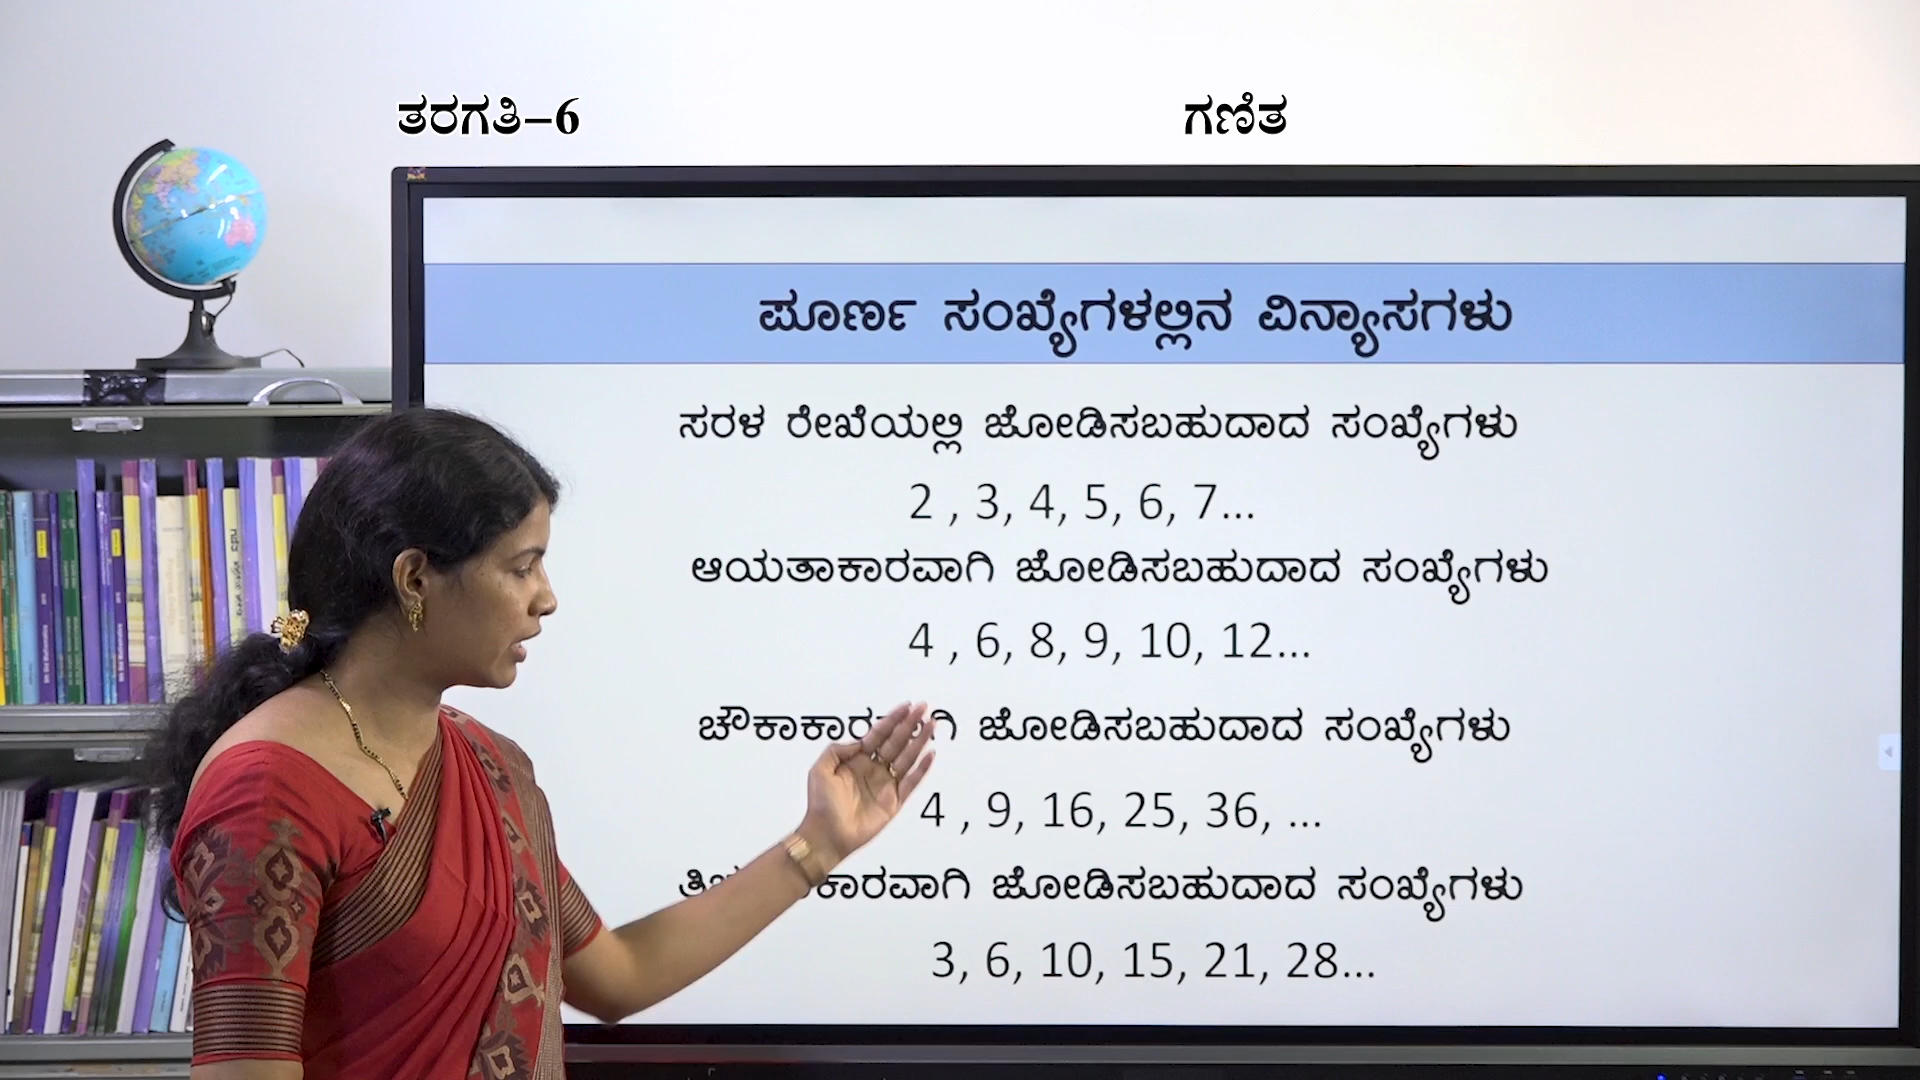 ತರಗತಿ–6
ಗಣಿತ
ಪೂರ್ಣ ಸಂಖ್ಯೆಗಳಲ್ಲಿನ ವಿನ್ಯಾಸಗಳು
ಸರಳ ರೇಖೆಯಲ್ಲಿ ಜೋಡಿಸಬಹುದಾದ ಸಂಖ್ಯೆಗಳು
2 , 3, 4, 5, 6, 7...
ಆಯತಾಕಾರವಾಗಿ ಜೋಡಿಸಬಹುದಾದ ಸಂಖ್ಯೆಗಳು
4 , 6, 8, 9, 10, 12...
ಜೋಡಿಸಬಹುದಾದ ಸಂಖ್ಯೆಗಳು
4 , 9, 16, 25, 36, ...
ಜೋಡಿಸಬಹುದಾದ ಸಂಖ್ಯೆಗಳು
3, 6, 10, 15, 21, 28...